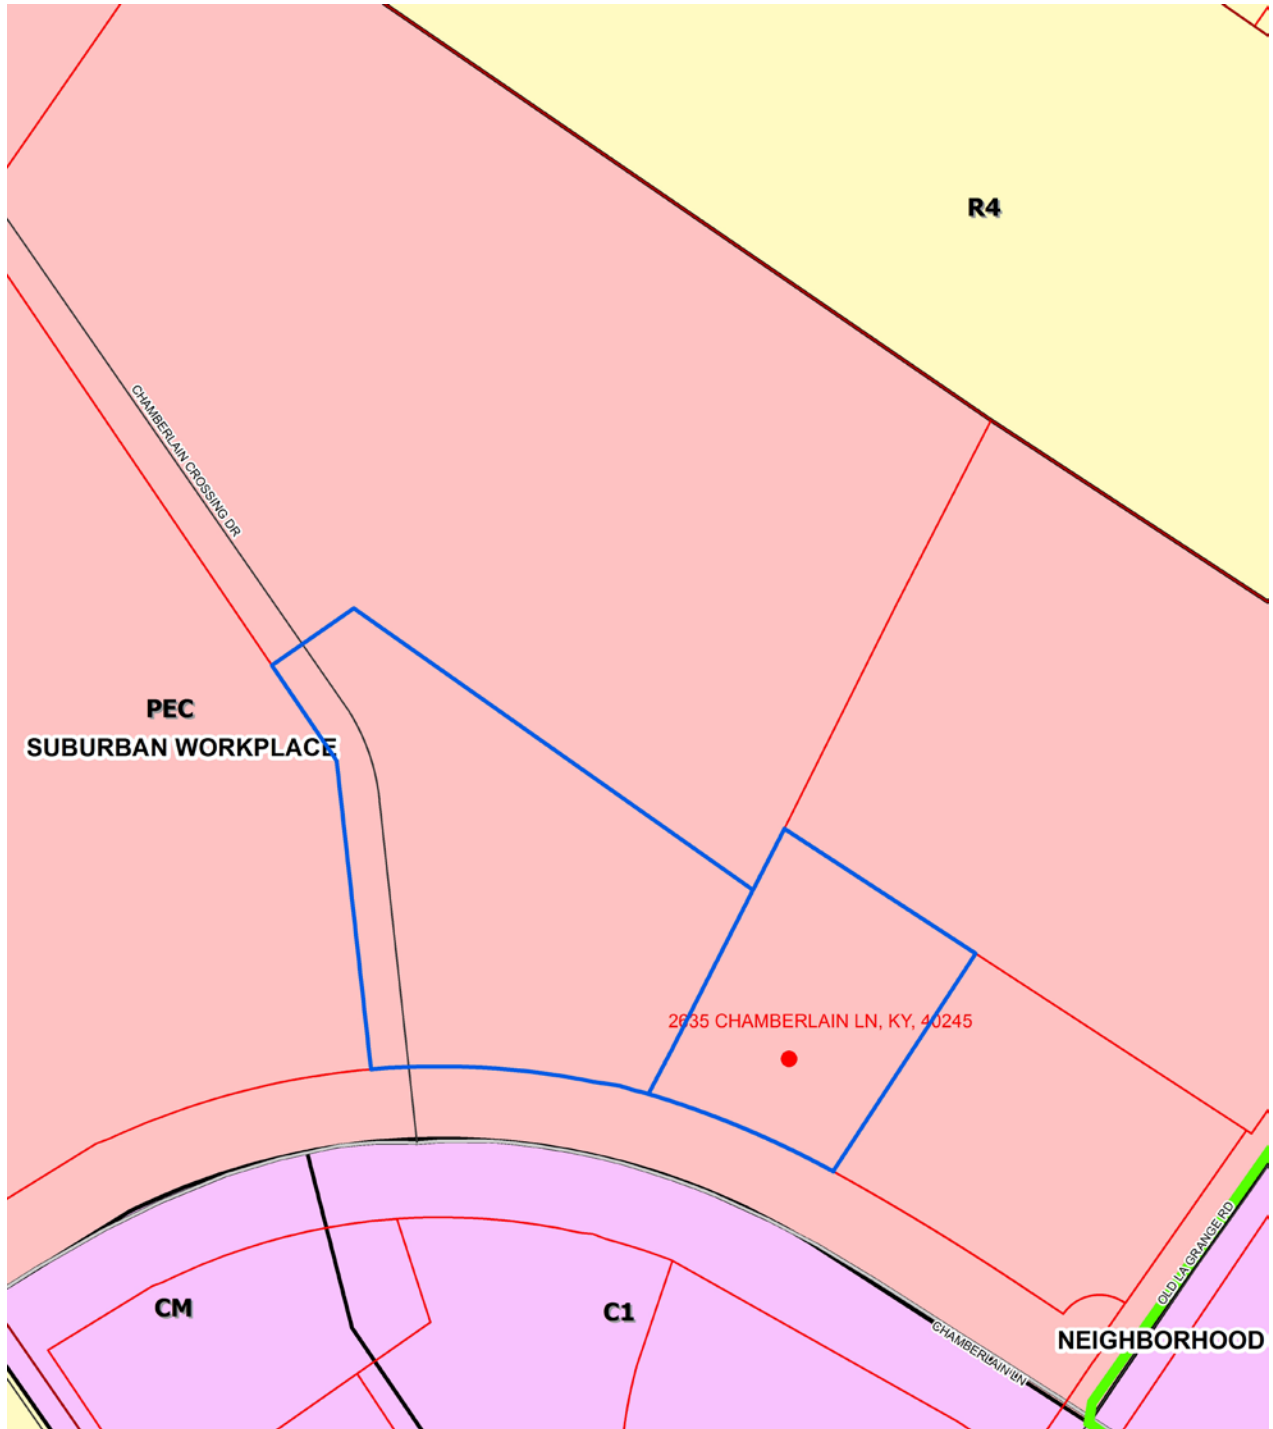 R4
CHAMBERLAIN CROSSING DR
PEC
SUBURBAN WORKPLACE
2635 CHAMBERLAIN LN, KY, 40245
OLD LA GRANGE RD
CM
C1
CHAMBERLAIN LN
NEIGHBORHOOD